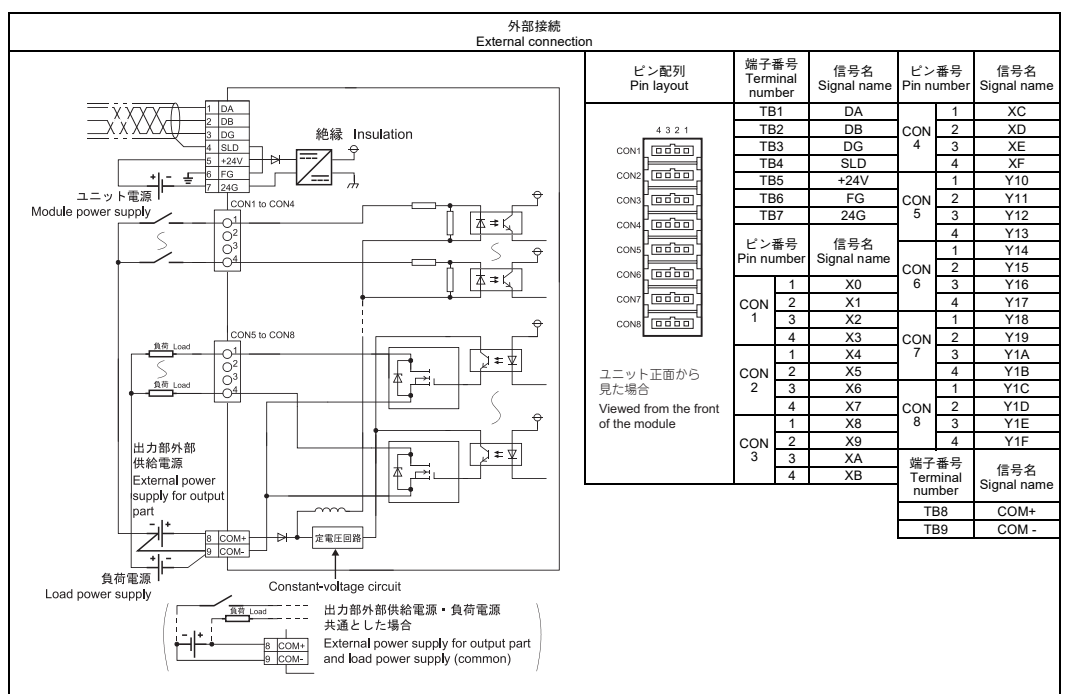 外部接続
External connection
1 DA
2 DB
3 DG
4 SLD
5 +24V
6 FG
7 24G
絶縁 Insulation
+ -
ユニット電源
Module power supply
CON1 to CON4
1
2
3
4
CON5 to CON8
負荷 Load
1
2
3
負荷 Load
4
出力部外部
供給電源
External power
supply for output
part
- +
8 COM+
9 COM-
定電圧回路
+ -
負荷電源
Load power supply
Constant-voltage circuit
負荷 Load
- +
8 COM+
9 COM-
出力部外部供給電源・負荷電源
共通とした場合
External power supply for output part
and load power supply (common)
ピン配列
Pin layout
4 3 2 1
CON1
CON2
CON3
CON4
CON5
CON6
CON7
CON8
ユニット正面から
見た場合
Viewed from the front
of the module
端子番号
Terminal
number
信号名
Signal name
TB1 DA
TB2 DB
TB3 DG
TB4 SLD
TB5 +24V
TB6 FG
TB7 24G
ピン番号
Pin number
信号名
Signal name
CON
1
1 X0
2 X1
3 X2
4 X3
CON
2
1 X4
2 X5
3 X6
4 X7
CON
3
1 X8
2 X9
3 XA
4 XB
ピン番号
Pin number
信号名
Signal name
CON
4
1 XC
2 XD
3 XE
4 XF
CON
5
1 Y10
2 Y11
3 Y12
4 Y13
CON
6
1 Y14
2 Y15
3 Y16
4 Y17
CON
7
1 Y18
2 Y19
3 Y1A
4 Y1B
CON
8
1 Y1C
2 Y1D
3 Y1E
4 Y1F
端子番号
Terminal
number
信号名
Signal name
TB8 COM+
TB9 COM -